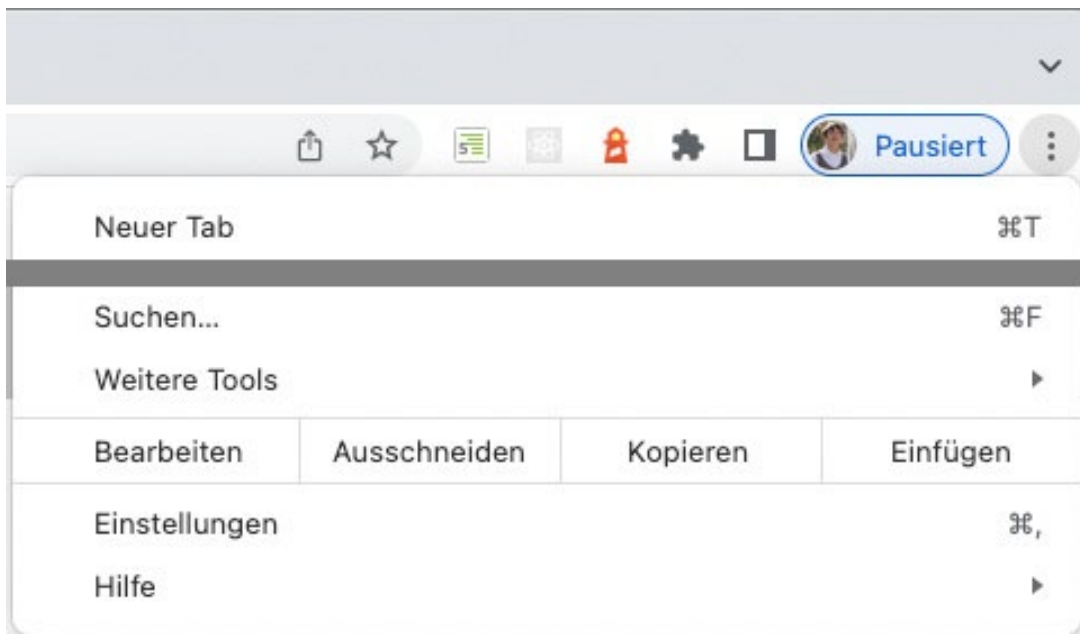 Pausiert
Neuer Tab ⌘T
Suchen... ⌘F
Weitere Tools
Bearbeiten Ausschneiden Kopieren Einfügen
Einstellungen ⌘,
Hilfe